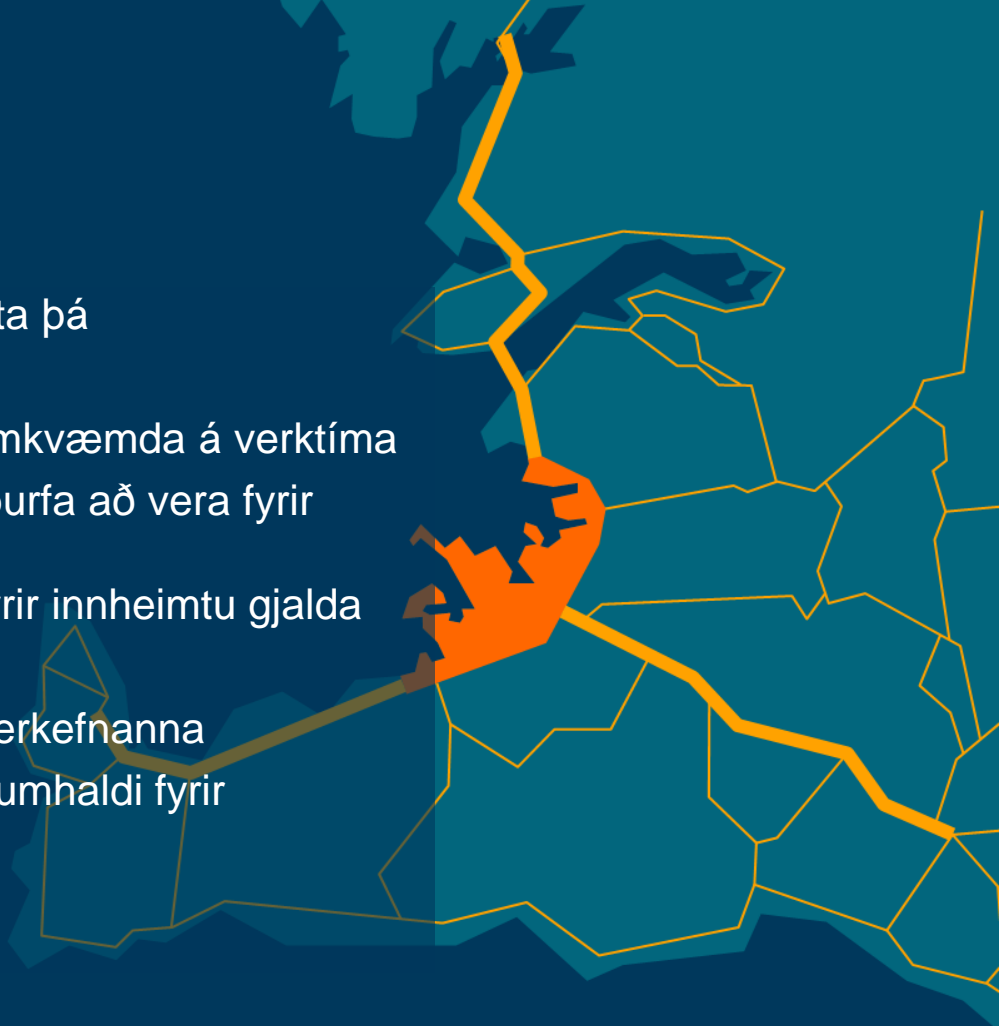 ta þá
mkvæmda á verktíma
þurfa að vera fyrir
rir innheimtu gjalda
erkefnanna
umhaldi fyrir